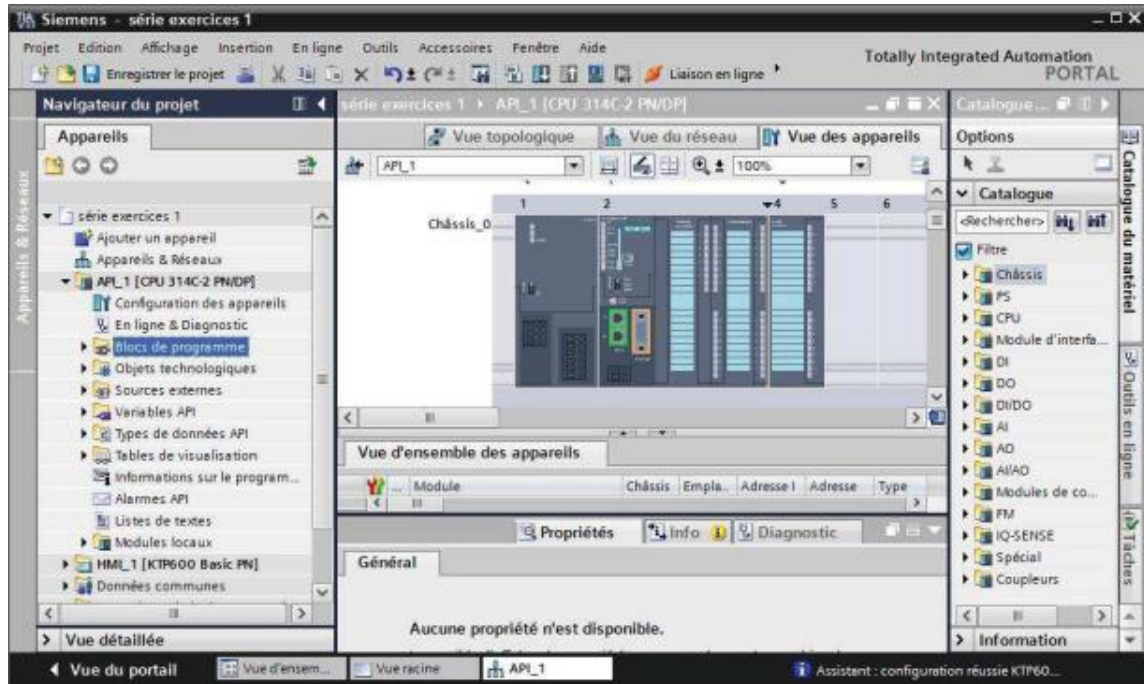 Siemens - série exercices 1
Projet Edition Affichage Insertion En ligne Outils Accessoires Fenêtre Aide
Totally Integrated Automation
PORTAL
Enregistrer le projet
Liaison en ligne
Navigateur du projet
Appareils
Appareils & Réseaux
série exercices 1
Ajouter un appareil
Appareils & Réseaux
API_1 [CPU 314C-2 PN/DP]
Configuration des appareils
En ligne & Diagnostic
Blocs de programme
Objets technologiques
Sources externes
Variables API
Types de données API
Tables de visualisation
Informations sur le program...
Alarmes API
Listes de textes
Modules locaux
HMI_1 [KTP600 Basic PN]
Données communes
Vue détaillée
série exercices 1 API_1 [CPU 314C-2 PN/DP]
Vue topologique
Vue du réseau
Vue des appareils
API_1
100%
1 2 4 5 6
Châssis_0
Vue d'ensemble des appareils
... Module Châssis Empla... Adresse I Adresse Type
Propriétés
Info
Diagnostic
Général
Aucune propriété n'est disponible.
Catalogue...
Options
Catalogue
<Rechercher>
Filtre
Châssis
PS
CPU
Module d'interfa...
DI
DO
DI/DO
AI
AO
AI/AO
Modules de co...
FM
IQ-SENSE
Spécial
Coupleurs
Information
Catalogue du matériel
Outils en ligne
Tâches
Vue du portail
Vue d'ensem...
Vue racine
API_1
Assistent : configuration réussie KTP60...